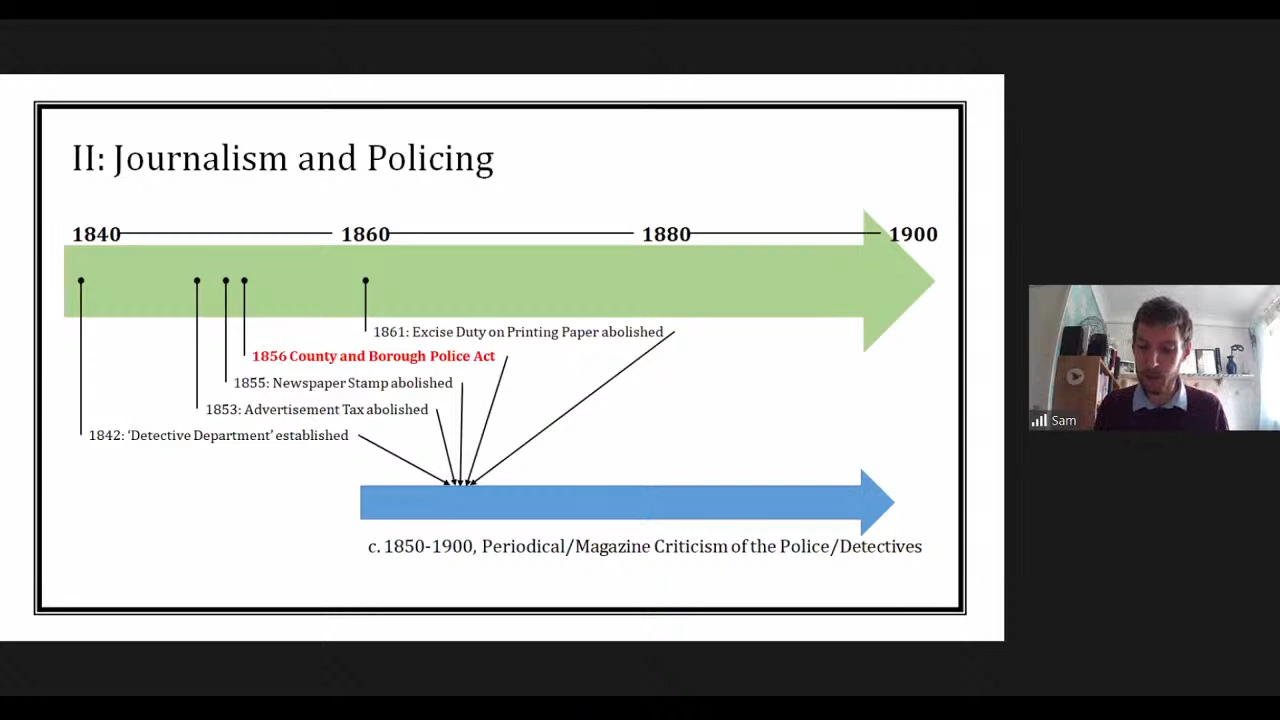 II: Journalism and Policing
1840 1860 1880 1900
1861: Excise Duty on Printing Paper abolished
1856 County and Borough Police Act
1855: Newspaper Stamp abolished
1853: Advertisement Tax abolished
1842: ‘Detective Department’ established
Sam
c. 1850-1900, Periodical/Magazine Criticism of the Police/Detectives